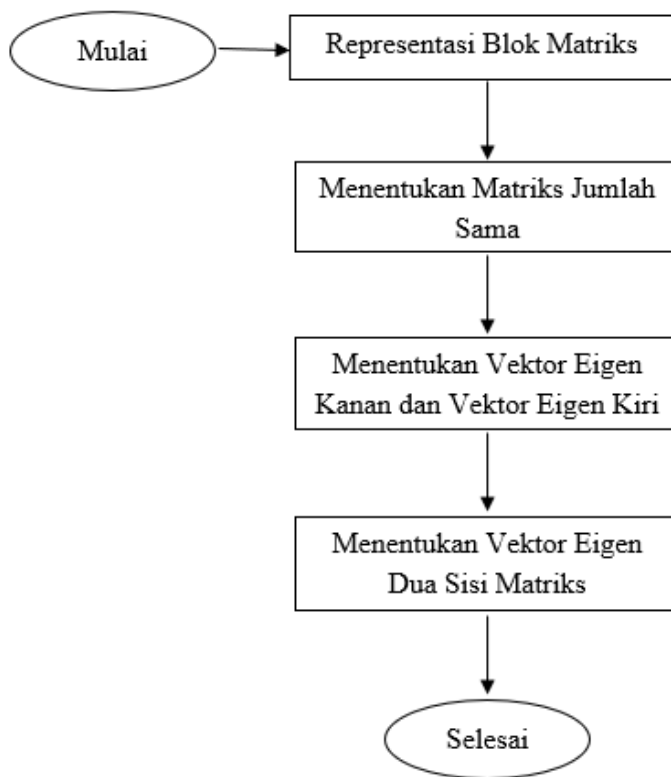 Mulai
Representasi Blok Matriks
Menentukan Matriks Jumlah
Sama
Menentukan Vektor Eigen
Kanan dan Vektor Eigen Kiri
Menentukan Vektor Eigen
Dua Sisi Matriks
Selesai